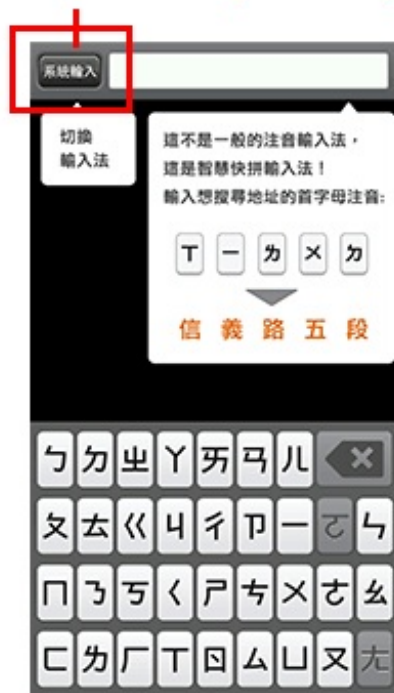 系統輸入
切換
輸入法
這不是一般的注音輸入法，
這是智慧快拼輸入法！
輸入想搜尋地址的首字母注音:
ㄒ ㄧ ㄌ ㄨ ㄉ
信 義 路 五 段
ㄅ ㄉ ㄓ ㄚ ㄞ ㄢ ㄦ
ㄆ ㄊ ㄍ ㄐ ㄔ ㄗ ㄧ ㄛ ㄣ
ㄇ ㄋ ㄎ ㄑ ㄕ ㄘ ㄨ ㄜ ㄠ
ㄈ ㄌ ㄏ ㄒ ㄖ ㄙ ㄩ ㄡ ㄤ